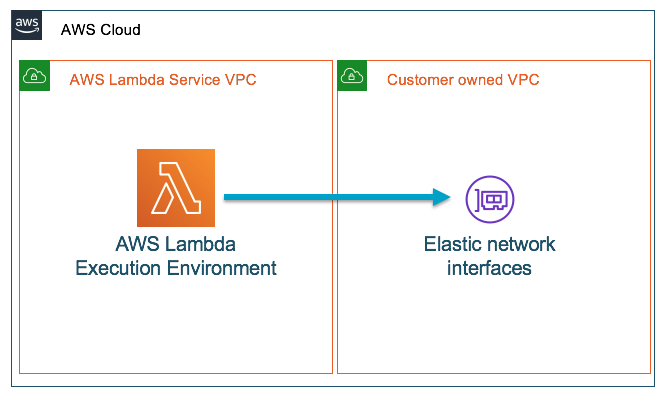 aws
AWS Cloud
AWS Lambda Service VPC
Customer owned VPC
AWS Lambda
Execution Environment
Elastic network
interfaces